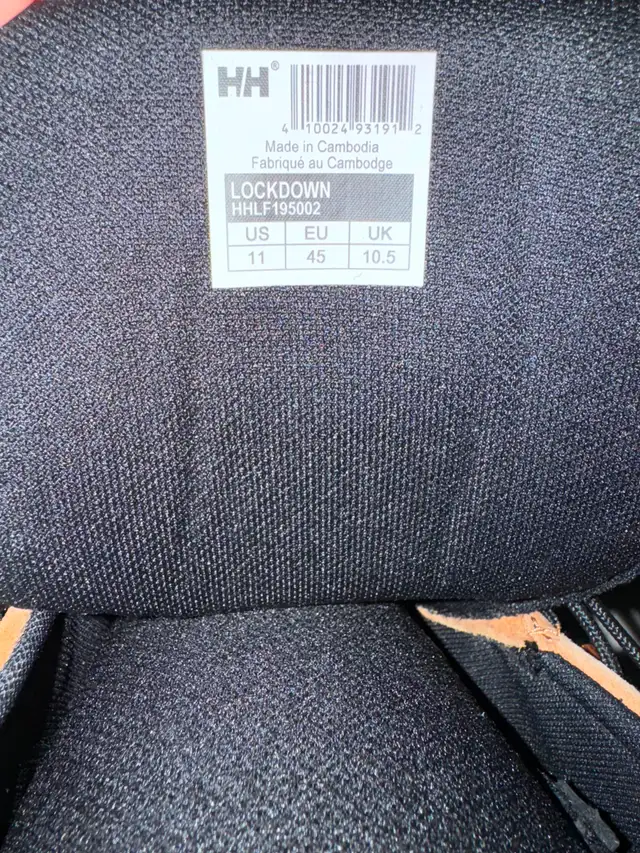 HH®
4 10024 93191 2
Made in Cambodia
Fabriqué au Cambodge
LOCKDOWN
HHLF195002
US EU UK
11 45 10.5